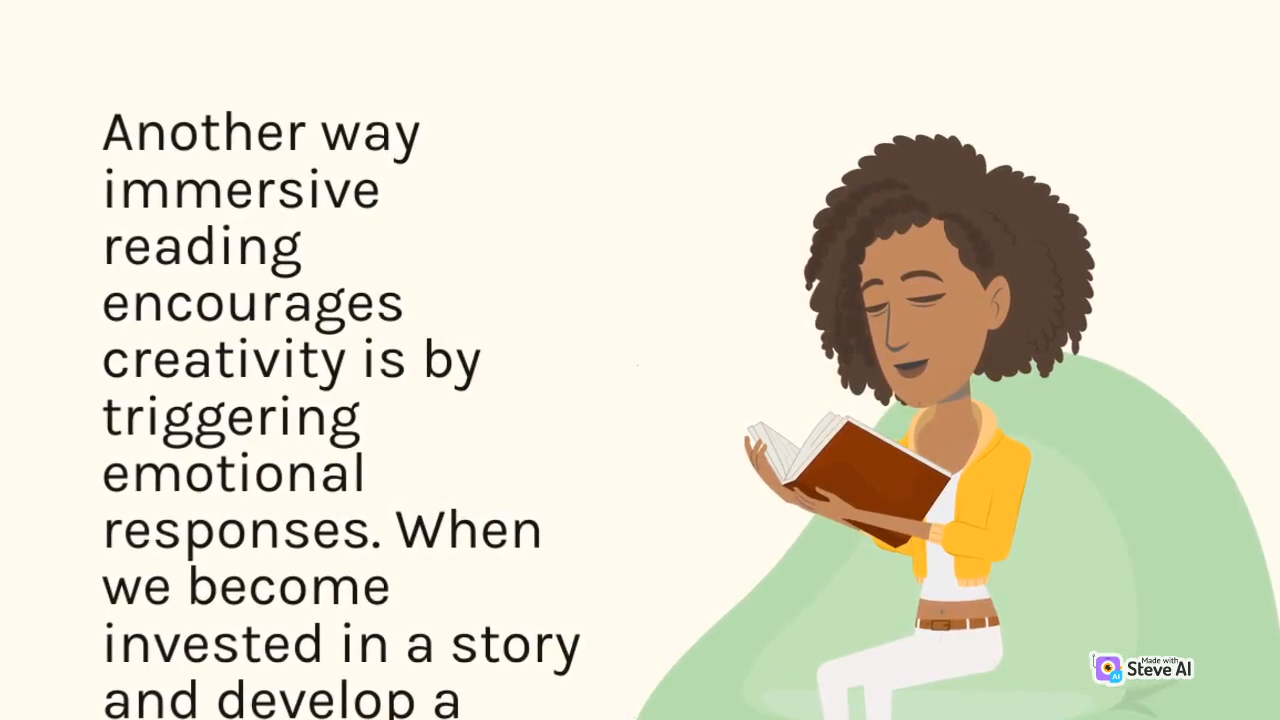 Another way
immersive
reading
encourages
creativity is by
triggering
emotional
responses. When
we become
invested in a story
and develop a
Made with
Steve AI
AI